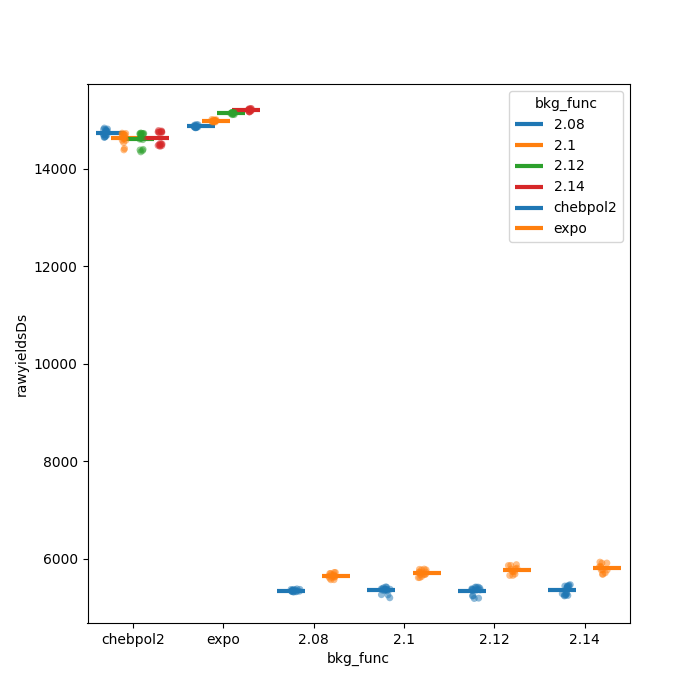 bkg_func
2.08
2.1
2.12
2.14
chebpol2
expo
14000
12000
10000
8000
6000
rawyieldsDs
chebpol2 expo 2.08 2.1 2.12 2.14
bkg_func